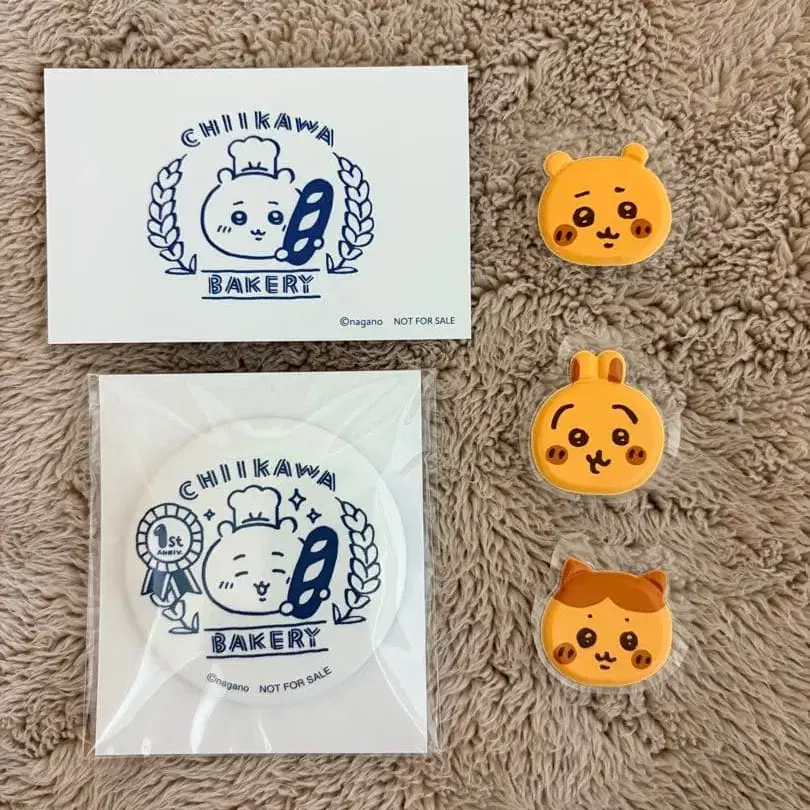 CHIIKAWA
BAKERY
©nagano NOT FOR SALE
CHIIKAWA
1st
ANNIV.
BAKERY
©nagano NOT FOR SALE